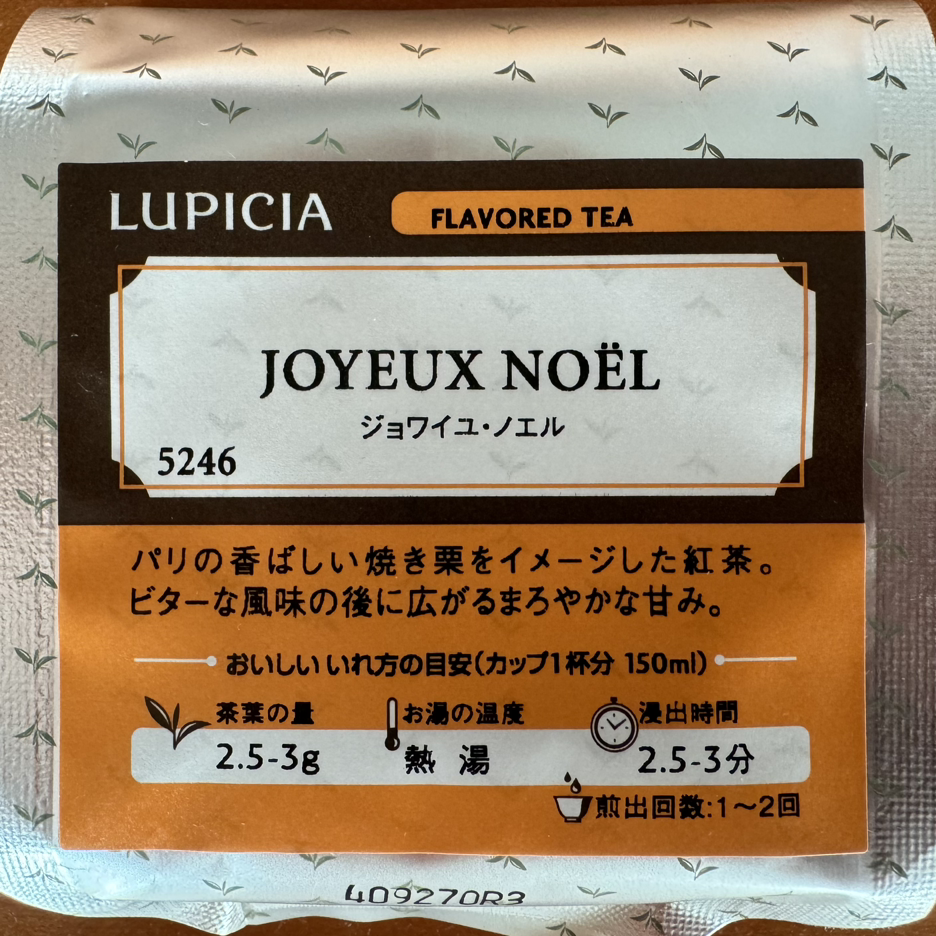 LUPICIA
FLAVORED TEA
JOYEUX NOËL
ジョワイユ・ノエル
5246
パリの香ばしい焼き栗をイメージした紅茶。
ビターな風味の後に広がるまろやかな甘み。
おいしいいれ方の目安(カップ1杯分 150ml)
茶葉の量
2.5-3g
お湯の温度
熱 湯
浸出時間
2.5-3分
煎出回数:1〜2回
409270R3